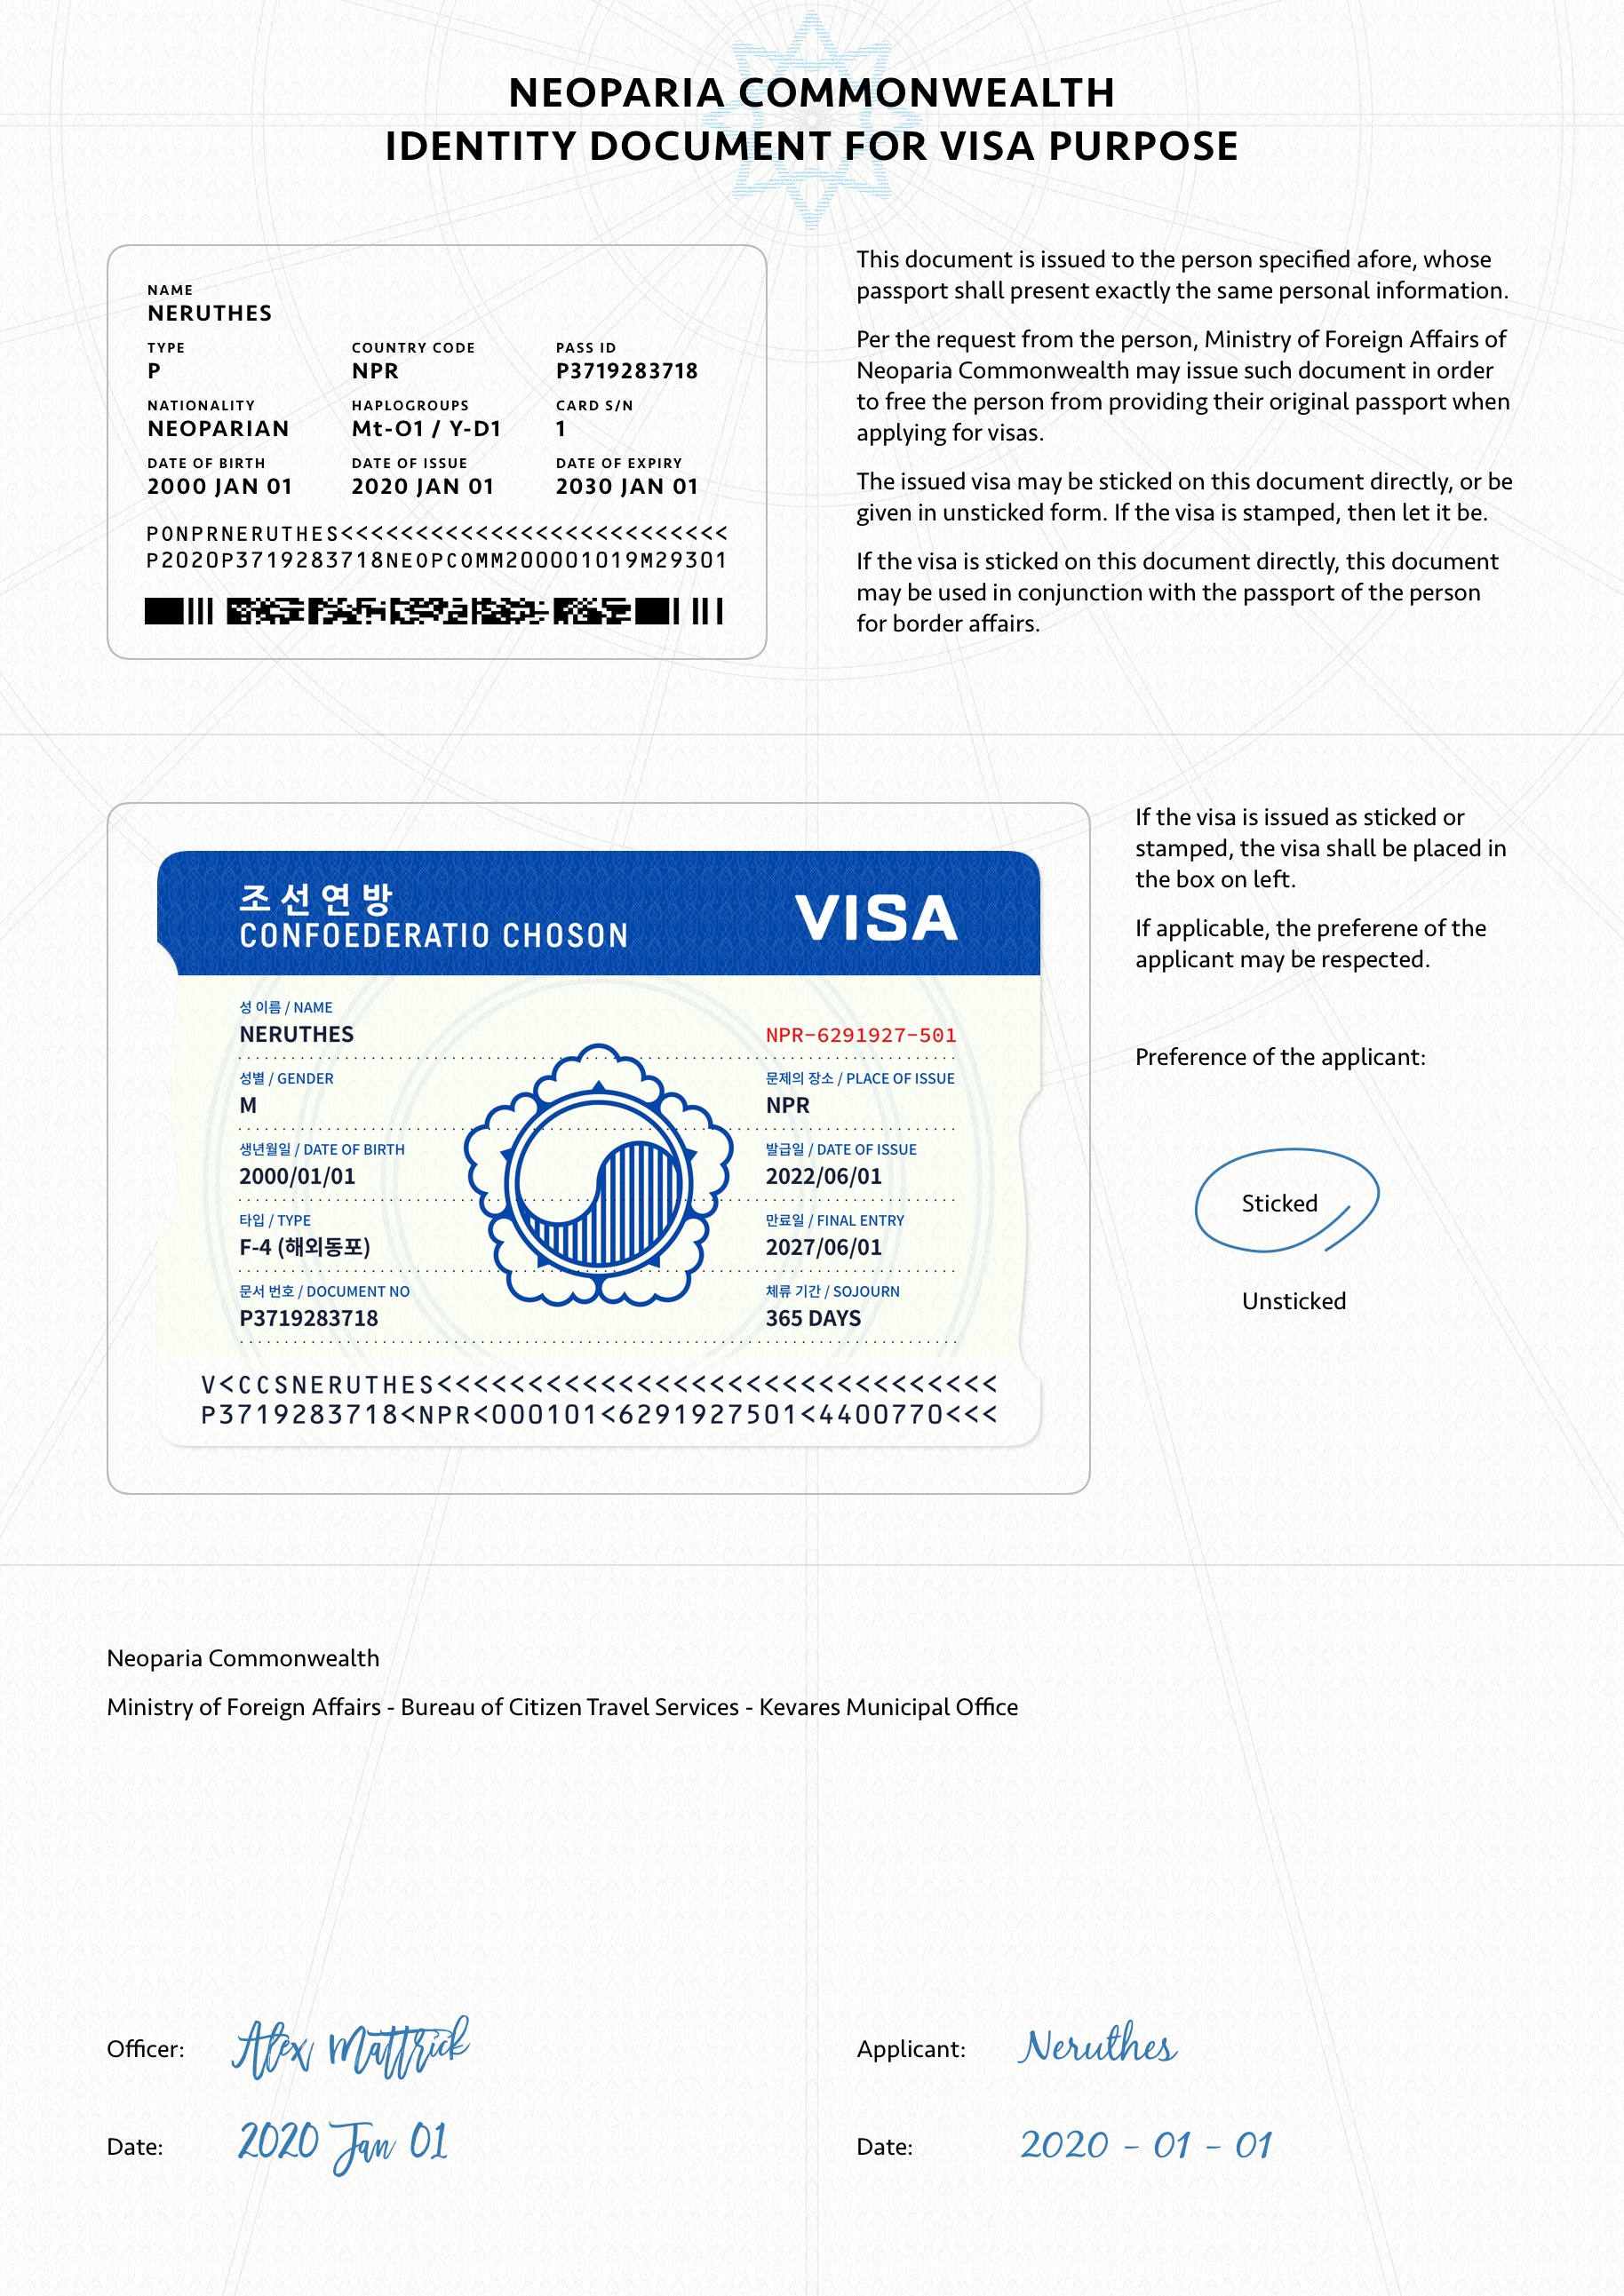 NEOPARIA COMMONWEALTH
IDENTITY DOCUMENT FOR VISA PURPOSE
NAME
NERUTHES
TYPE COUNTRY CODE PASS ID
P NPR P3719283718
NATIONALITY HAPLOGROUPS CARD S/N
NEOPARIAN Mt-O1 / Y-D1 1
DATE OF BIRTH DATE OF ISSUE DATE OF EXPIRY
2000 JAN 01 2020 JAN 01 2030 JAN 01
P0NPRNERUTHES<<<<<<<<<<<<<<<<<<<<<<<<<<
P2020P3719283718NEOPCOMM200001019M29301
This document is issued to the person specified afore, whose
passport shall present exactly the same personal information.
Per the request from the person, Ministry of Foreign Affairs of
Neoparia Commonwealth may issue such document in order
to free the person from providing their original passport when
applying for visas.
The issued visa may be sticked on this document directly, or be
given in unsticked form. If the visa is stamped, then let it be.
If the visa is sticked on this document directly, this document
may be used in conjunction with the passport of the person
for border affairs.
조선연방
CONFOEDERATIO CHOSON
VISA
성 이름 / NAME
NERUTHES NPR-6291927-501
성별 / GENDER 문제의 장소 / PLACE OF ISSUE
M NPR
생년월일 / DATE OF BIRTH 발급일 / DATE OF ISSUE
2000/01/01 2022/06/01
타입 / TYPE 만료일 / FINAL ENTRY
F-4 (해외동포) 2027/06/01
문서 번호 / DOCUMENT NO 체류 기간 / SOJOURN
P3719283718 365 DAYS
V<CCSNERUTHES<<<<<<<<<<<<<<<<<<<<<<<<<<<<<<<
P3719283718<NPR<000101<6291927501<4400770<<<
If the visa is issued as sticked or
stamped, the visa shall be placed in
the box on left.
If applicable, the preferene of the
applicant may be respected.
Preference of the applicant:
Sticked
Unsticked
Neoparia Commonwealth
Ministry of Foreign Affairs - Bureau of Citizen Travel Services - Kevares Municipal Office
Officer: Alex Mattrick
Applicant: Neruthes
Date: 2020 Jan 01
Date: 2020 - 01 - 01